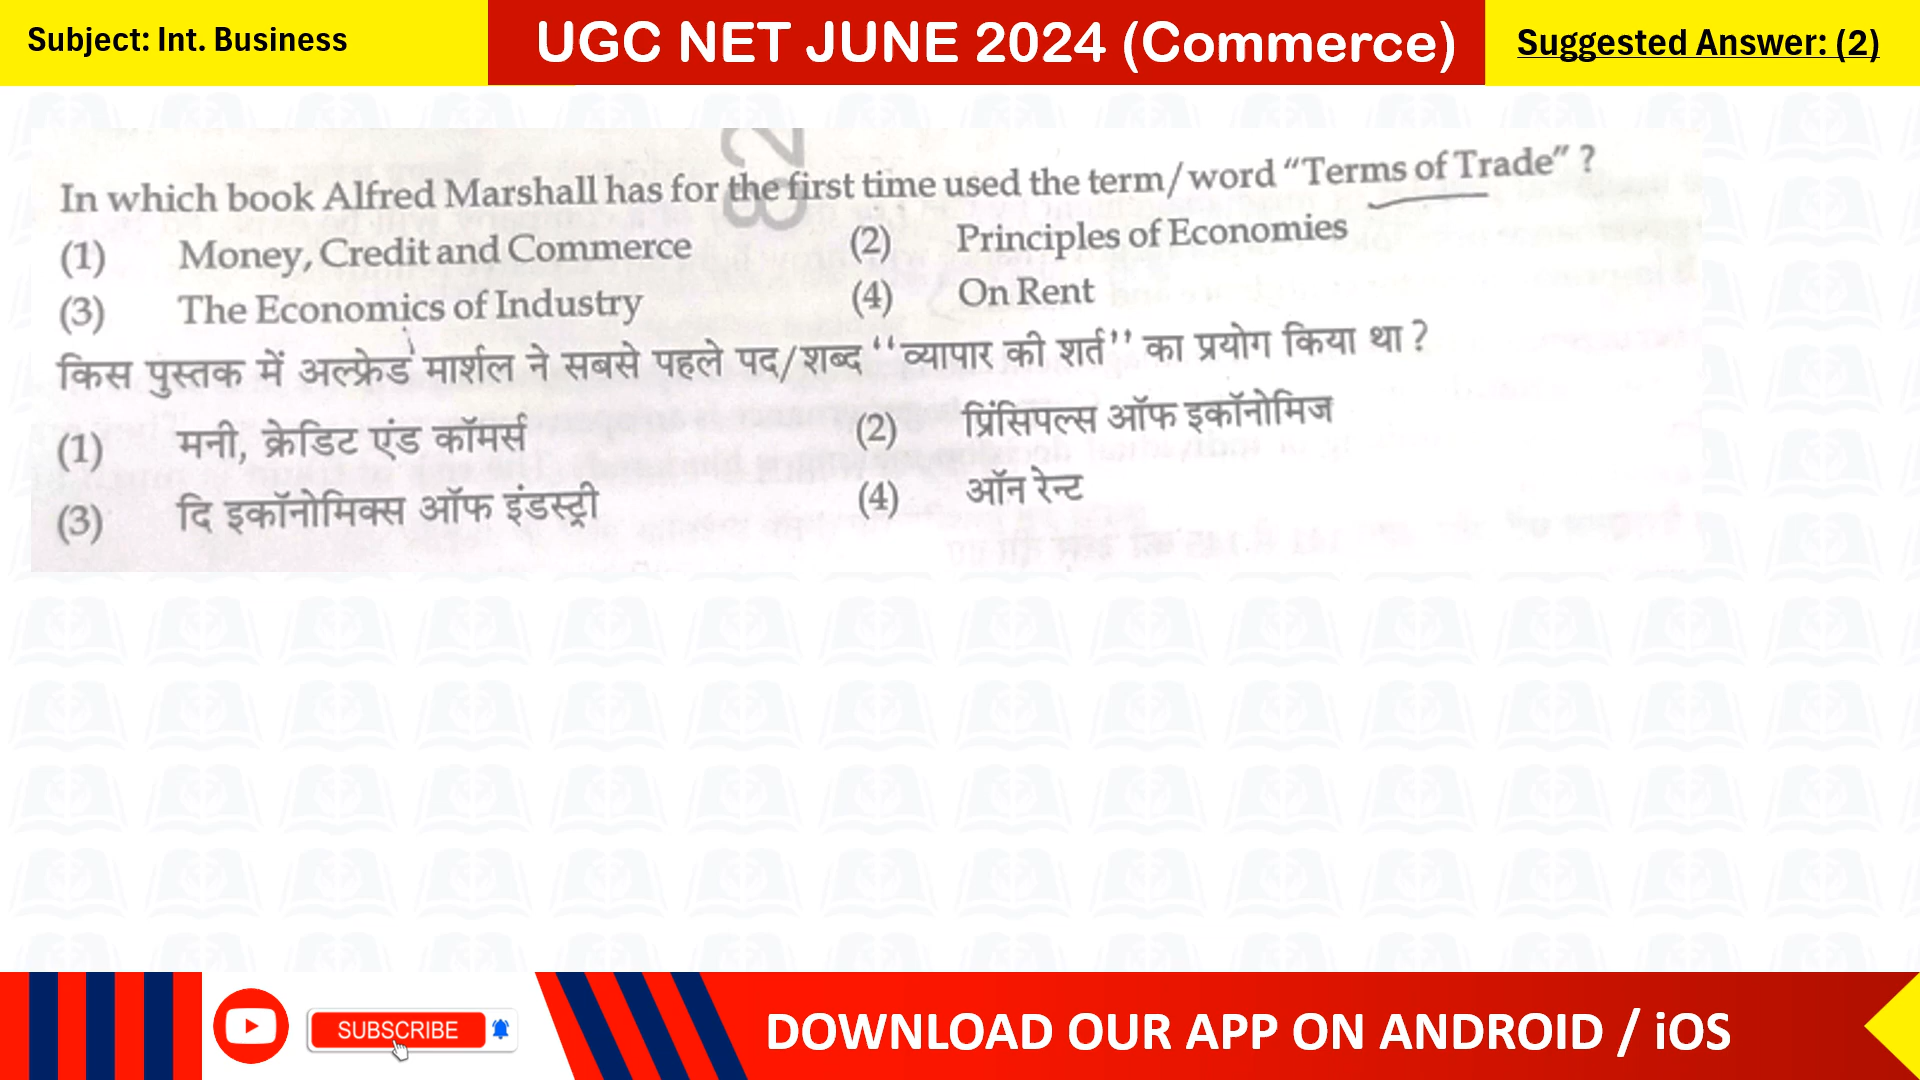 Subject: Int. Business
UGC NET JUNE 2024 (Commerce)
Suggested Answer: (2)
82
In which book Alfred Marshall has for the first time used the term/word “Terms of Trade” ?
(1) Money, Credit and Commerce (2) Principles of Economies
(3) The Economics of Industry (4) On Rent
किस पुस्तक में अल्फ्रेड मार्शल ने सबसे पहले पद/शब्द ‘‘व्यापार की शर्त’’ का प्रयोग किया था ?
(1) मनी, क्रेडिट एंड कॉमर्स (2) प्रिंसिपल्स ऑफ इकॉनोमिज
(3) दि इकॉनोमिक्स ऑफ इंडस्ट्री (4) ऑन रेन्ट
SUBSCRIBE
DOWNLOAD OUR APP ON ANDROID / iOS